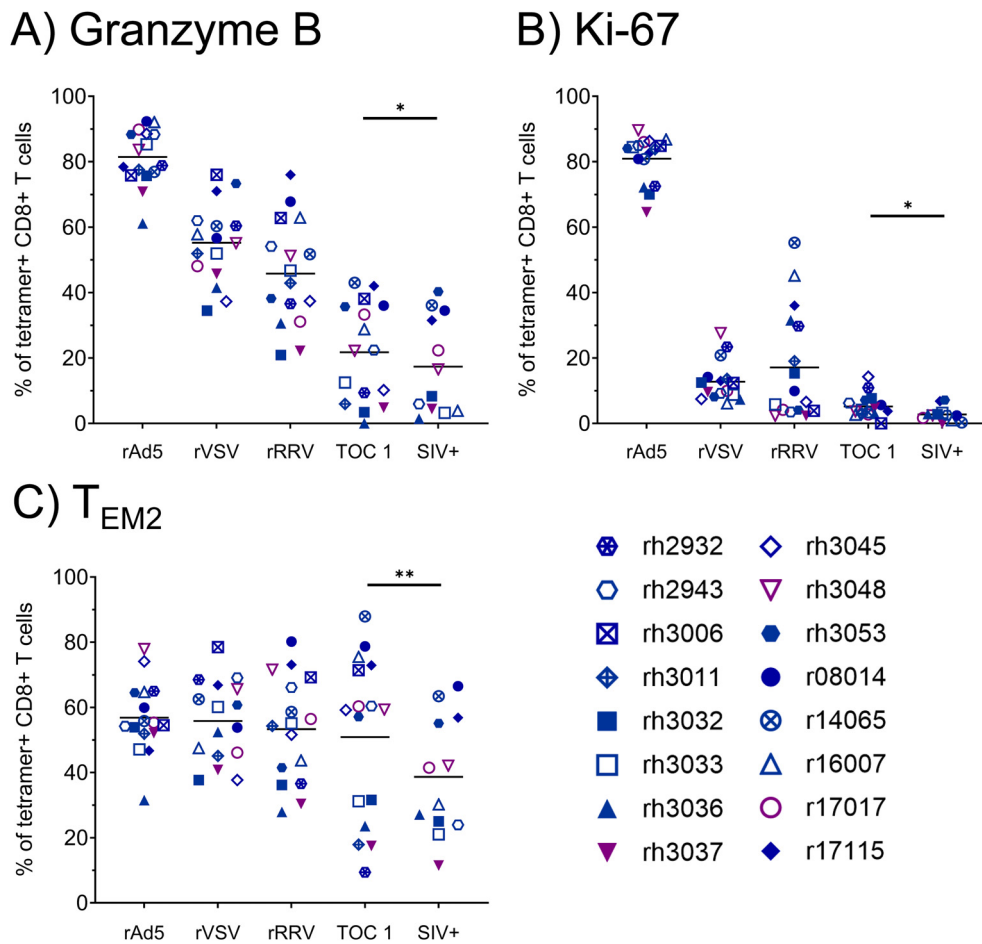 A) Granzyme B
% of tetramer+ CD8+ T cells
100
80
60
40
20
0
*
rAd5 rVSV rRRV TOC 1 SIV+
B) Ki-67
% of tetramer+ CD8+ T cells
100
80
60
40
20
0
*
rAd5 rVSV rRRV TOC 1 SIV+
C) TEM2
% of tetramer+ CD8+ T cells
100
80
60
40
20
0
**
rAd5 rVSV rRRV TOC 1 SIV+
rh2932
rh2943
rh3006
rh3011
rh3032
rh3033
rh3036
rh3037
rh3045
rh3048
rh3053
r08014
r14065
r16007
r17017
r17115